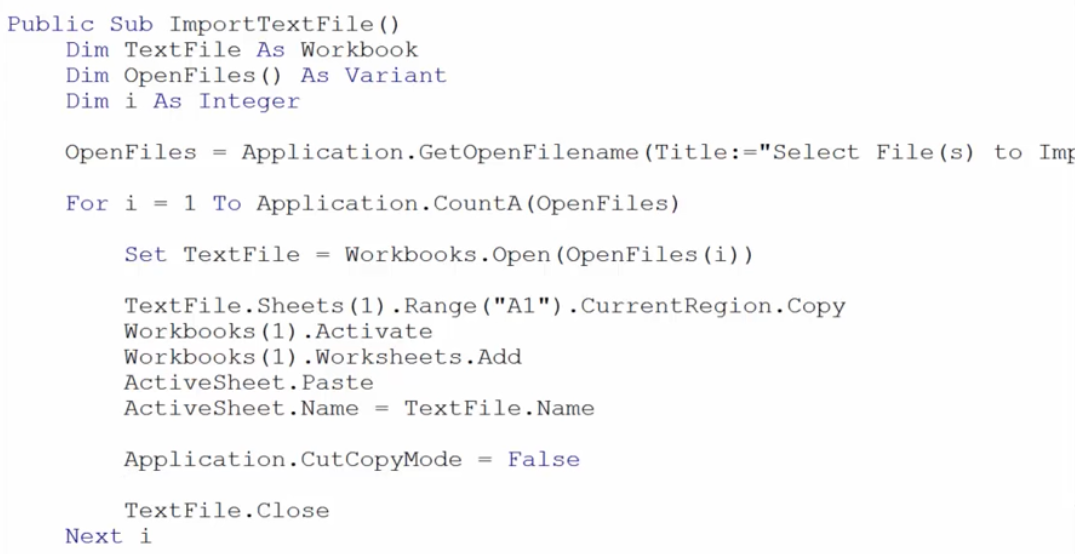 Public Sub ImportTextFile()
Dim TextFile As Workbook
Dim OpenFiles() As Variant
Dim i As Integer
OpenFiles = Application.GetOpenFilename(Title:="Select File(s) to Imp
For i = 1 To Application.CountA(OpenFiles)
Set TextFile = Workbooks.Open(OpenFiles(i))
TextFile.Sheets(1).Range("A1").CurrentRegion.Copy
Workbooks(1).Activate
Workbooks(1).Worksheets.Add
ActiveSheet.Paste
ActiveSheet.Name = TextFile.Name
Application.CutCopyMode = False
TextFile.Close
Next i